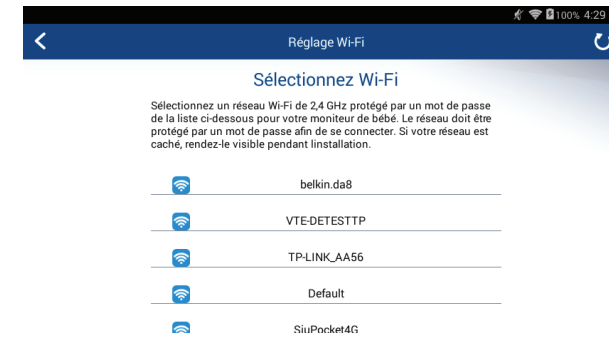 100% 4:29
Réglage Wi-Fi
Sélectionnez Wi-Fi
Sélectionnez un réseau Wi-Fi de 2,4 GHz protégé par un mot de passe
de la liste ci-dessous pour votre moniteur de bébé. Le réseau doit être
protégé par un mot de passe afin de se connecter. Si votre réseau est
caché, rendez-le visible pendant linstallation.
belkin.da8
VTE-DETESTTP
TP-LINK_AA56
Default
SiuPocket4G